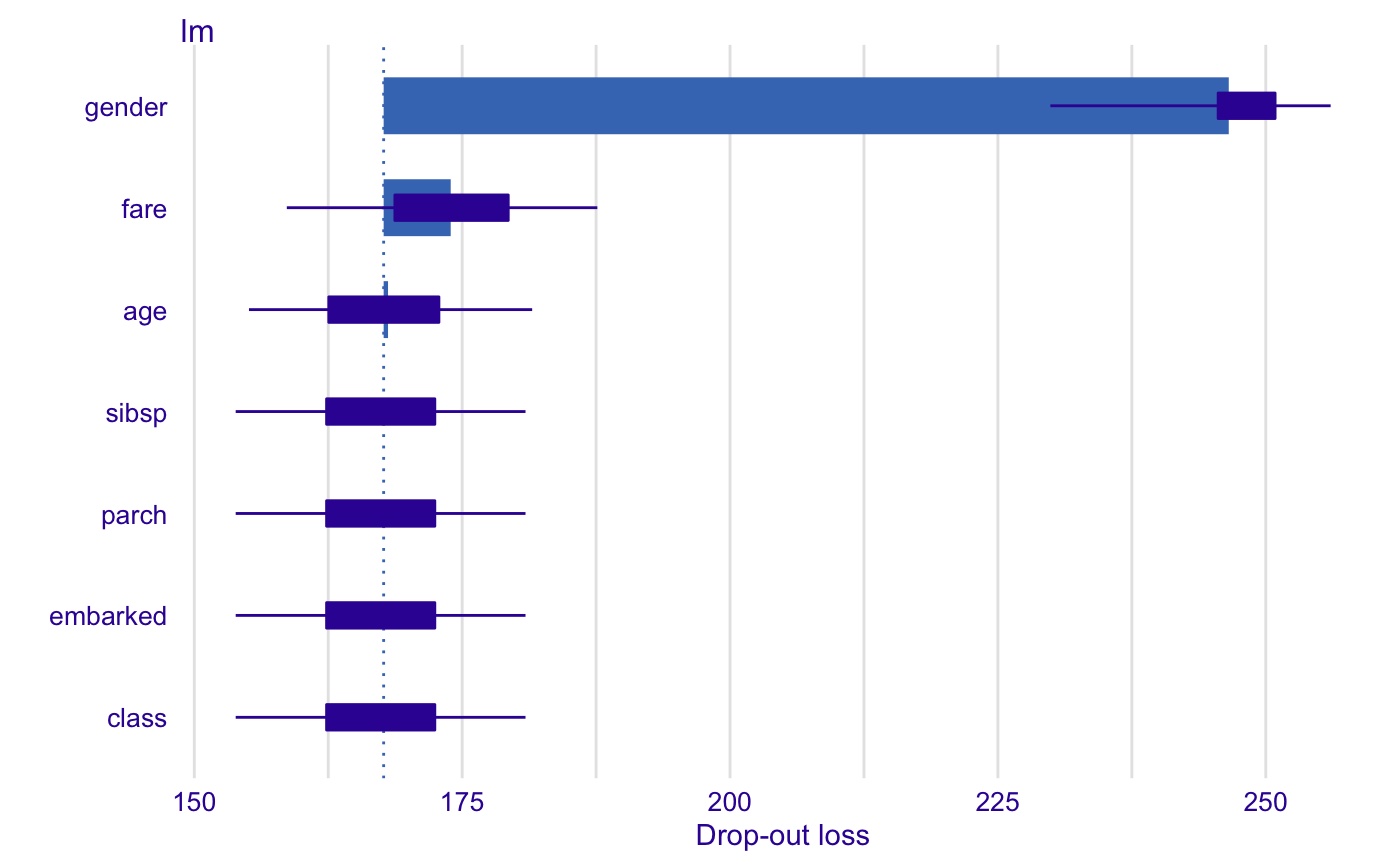 lm
gender
fare
age
sibsp
parch
embarked
class
150 175 200 225 250
Drop-out loss